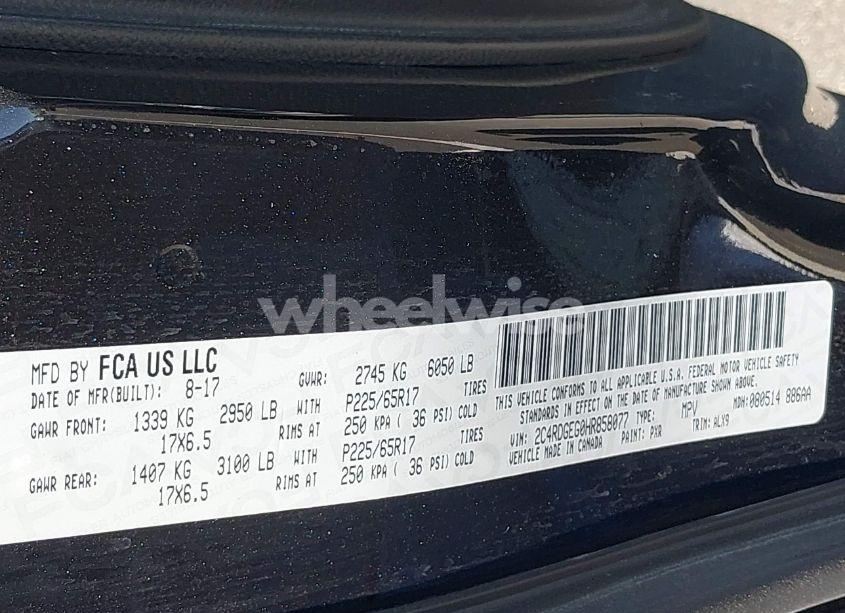 wheelwise
MFD BY FCA US LLC
DATE OF MFR(BUILT): 8-17 GVWR: 2745 KG 6050 LB
GAWR FRONT: 1339 KG 2950 LB WITH P225/65R17 TIRES
17X6.5 RIMS AT 250 KPA ( 36 PSI) COLD
GAWR REAR: 1407 KG 3100 LB WITH P225/65R17 TIRES
17X6.5 RIMS AT 250 KPA ( 36 PSI) COLD
THIS VEHICLE CONFORMS TO ALL APPLICABLE U.S.A. FEDERAL MOTOR VEHICLE SAFETY
STANDARDS IN EFFECT ON THE DATE OF MANUFACTURE SHOWN ABOVE.
VIN: 2C4RDGEG0HR858077 TYPE: MPV MDH: 080514 886AA
VEHICLE MADE IN CANADA PAINT: PXR TRIM: ALX9